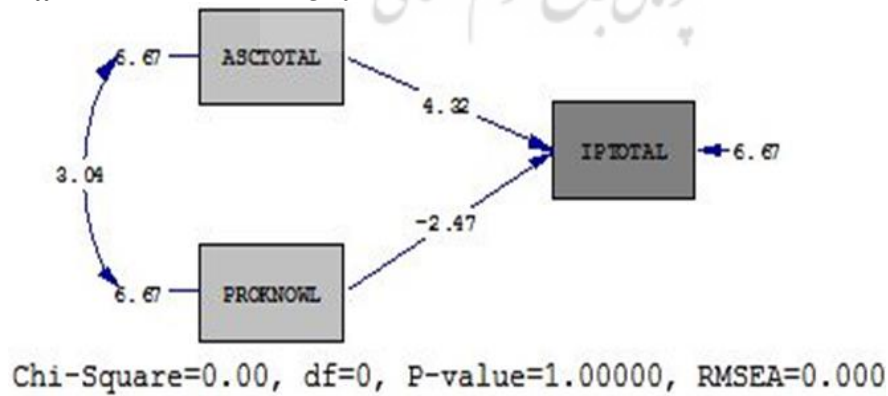 6.67
ASCTOTAL
4.32
IPTOTAL
6.67
3.04
-2.47
6.67
PROKNOWL
Chi-Square=0.00, df=0, P-value=1.00000, RMSEA=0.000